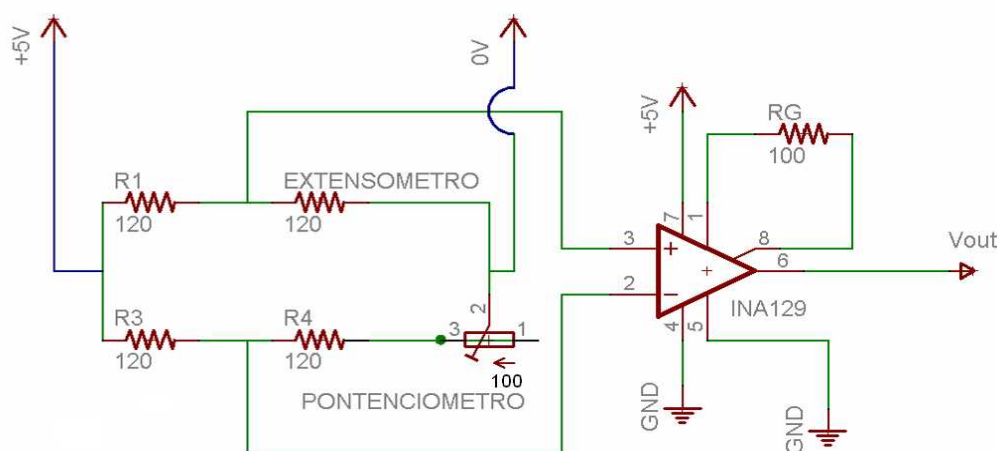 +5V
0V
+5V
RG
100
R1
120
EXTENSOMETRO
120
7
1
8
3
+
6
Vout
2
-
INA129
R3
120
R4
120
3
2
1
100
PONTENCIOMETRO
4
5
GND
GND